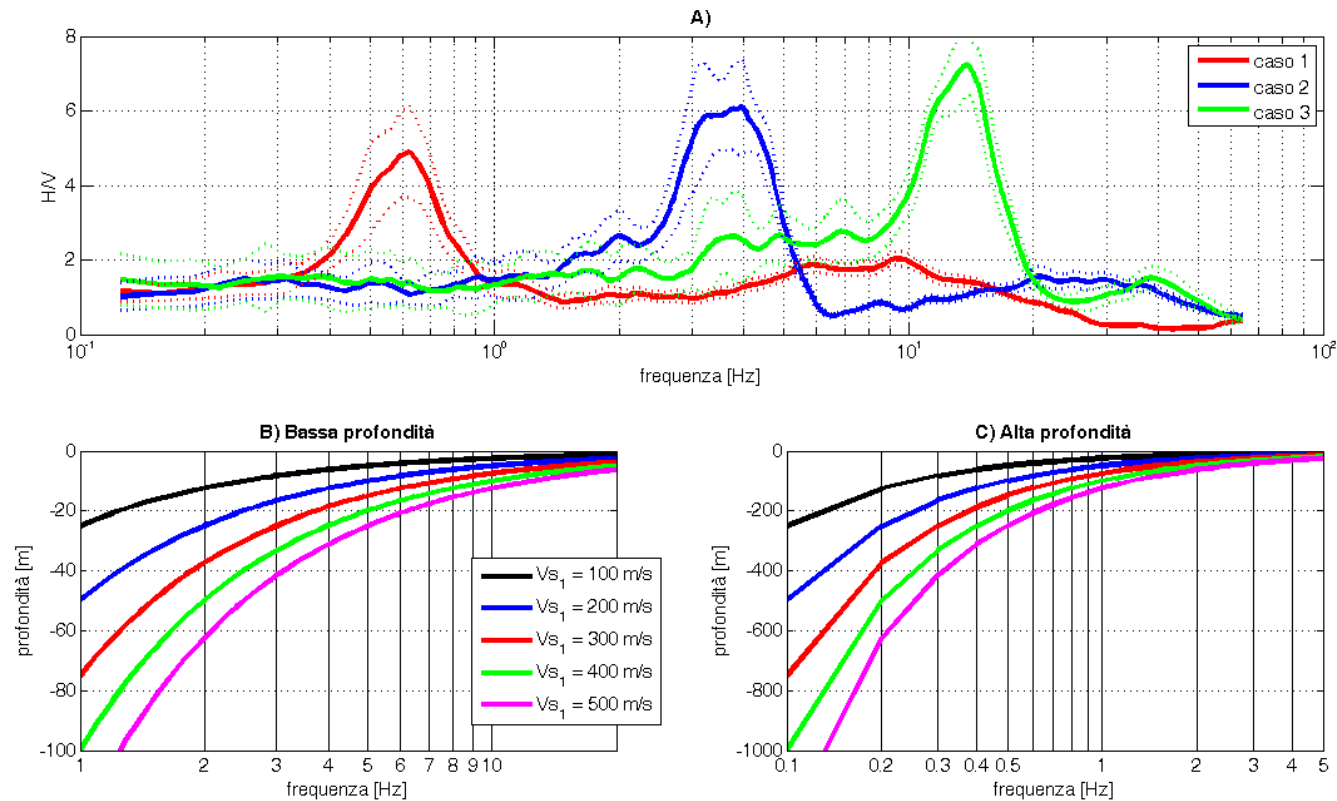 A)
8
6
4
2
0
H/V
caso 1
caso 2
caso 3
10⁻¹
10⁰
10¹
10²
frequenza [Hz]
B) Bassa profondità
0
-20
-40
-60
-80
-100
profondità [m]
Vs₁ = 100 m/s
Vs₁ = 200 m/s
Vs₁ = 300 m/s
Vs₁ = 400 m/s
Vs₁ = 500 m/s
1 2 3 4 5 6 7 8 9 10
frequenza [Hz]
C) Alta profondità
0
-200
-400
-600
-800
-1000
profondità [m]
0.1 0.2 0.3 0.4 0.5 1 2 3 4 5
frequenza [Hz]